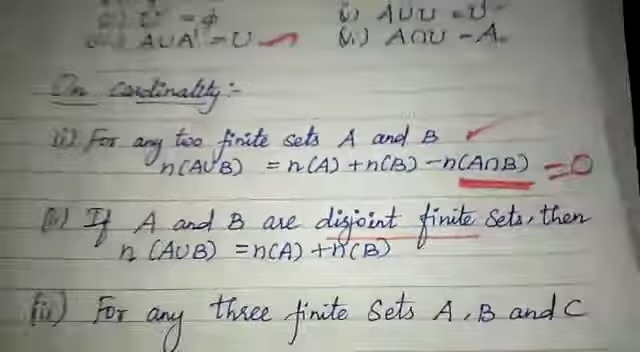 U' = φ
A∪A' = U
(v) A∪U = U
(vi) A∩U = A
On Cardinality:-
(i) For any two finite sets A and B
n(A∪B) = n(A) + n(B) - n(A∩B) = 0
(ii) If A and B are disjoint finite sets, then
n (A∪B) = n(A) + n(B)
(iii) For any three finite Sets A, B and C